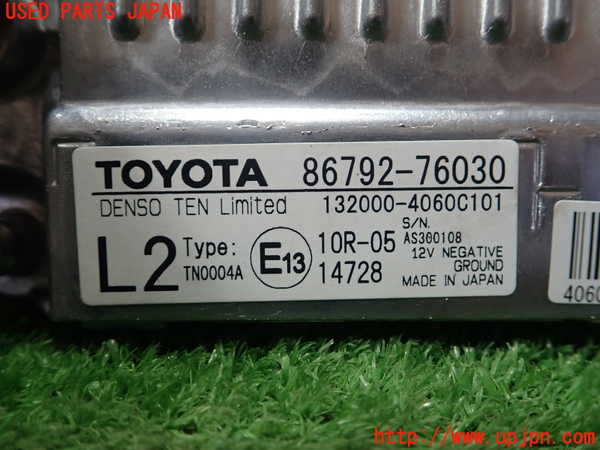 USED PARTS JAPAN
TOYOTA 86792-76030
DENSO TEN Limited 132000-4060C101
L2 Type: TN0004A E13 10R-05 14728
S/N. AS300108
12V NEGATIVE
GROUND
MADE IN JAPAN
4060
http://www.upjpn.com/